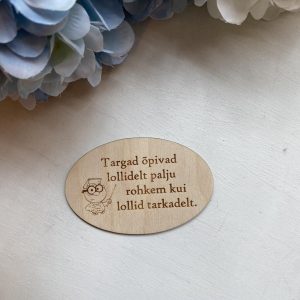 Targad õpivad
lollidelt palju
rohkem kui
lollid tarkadelt.